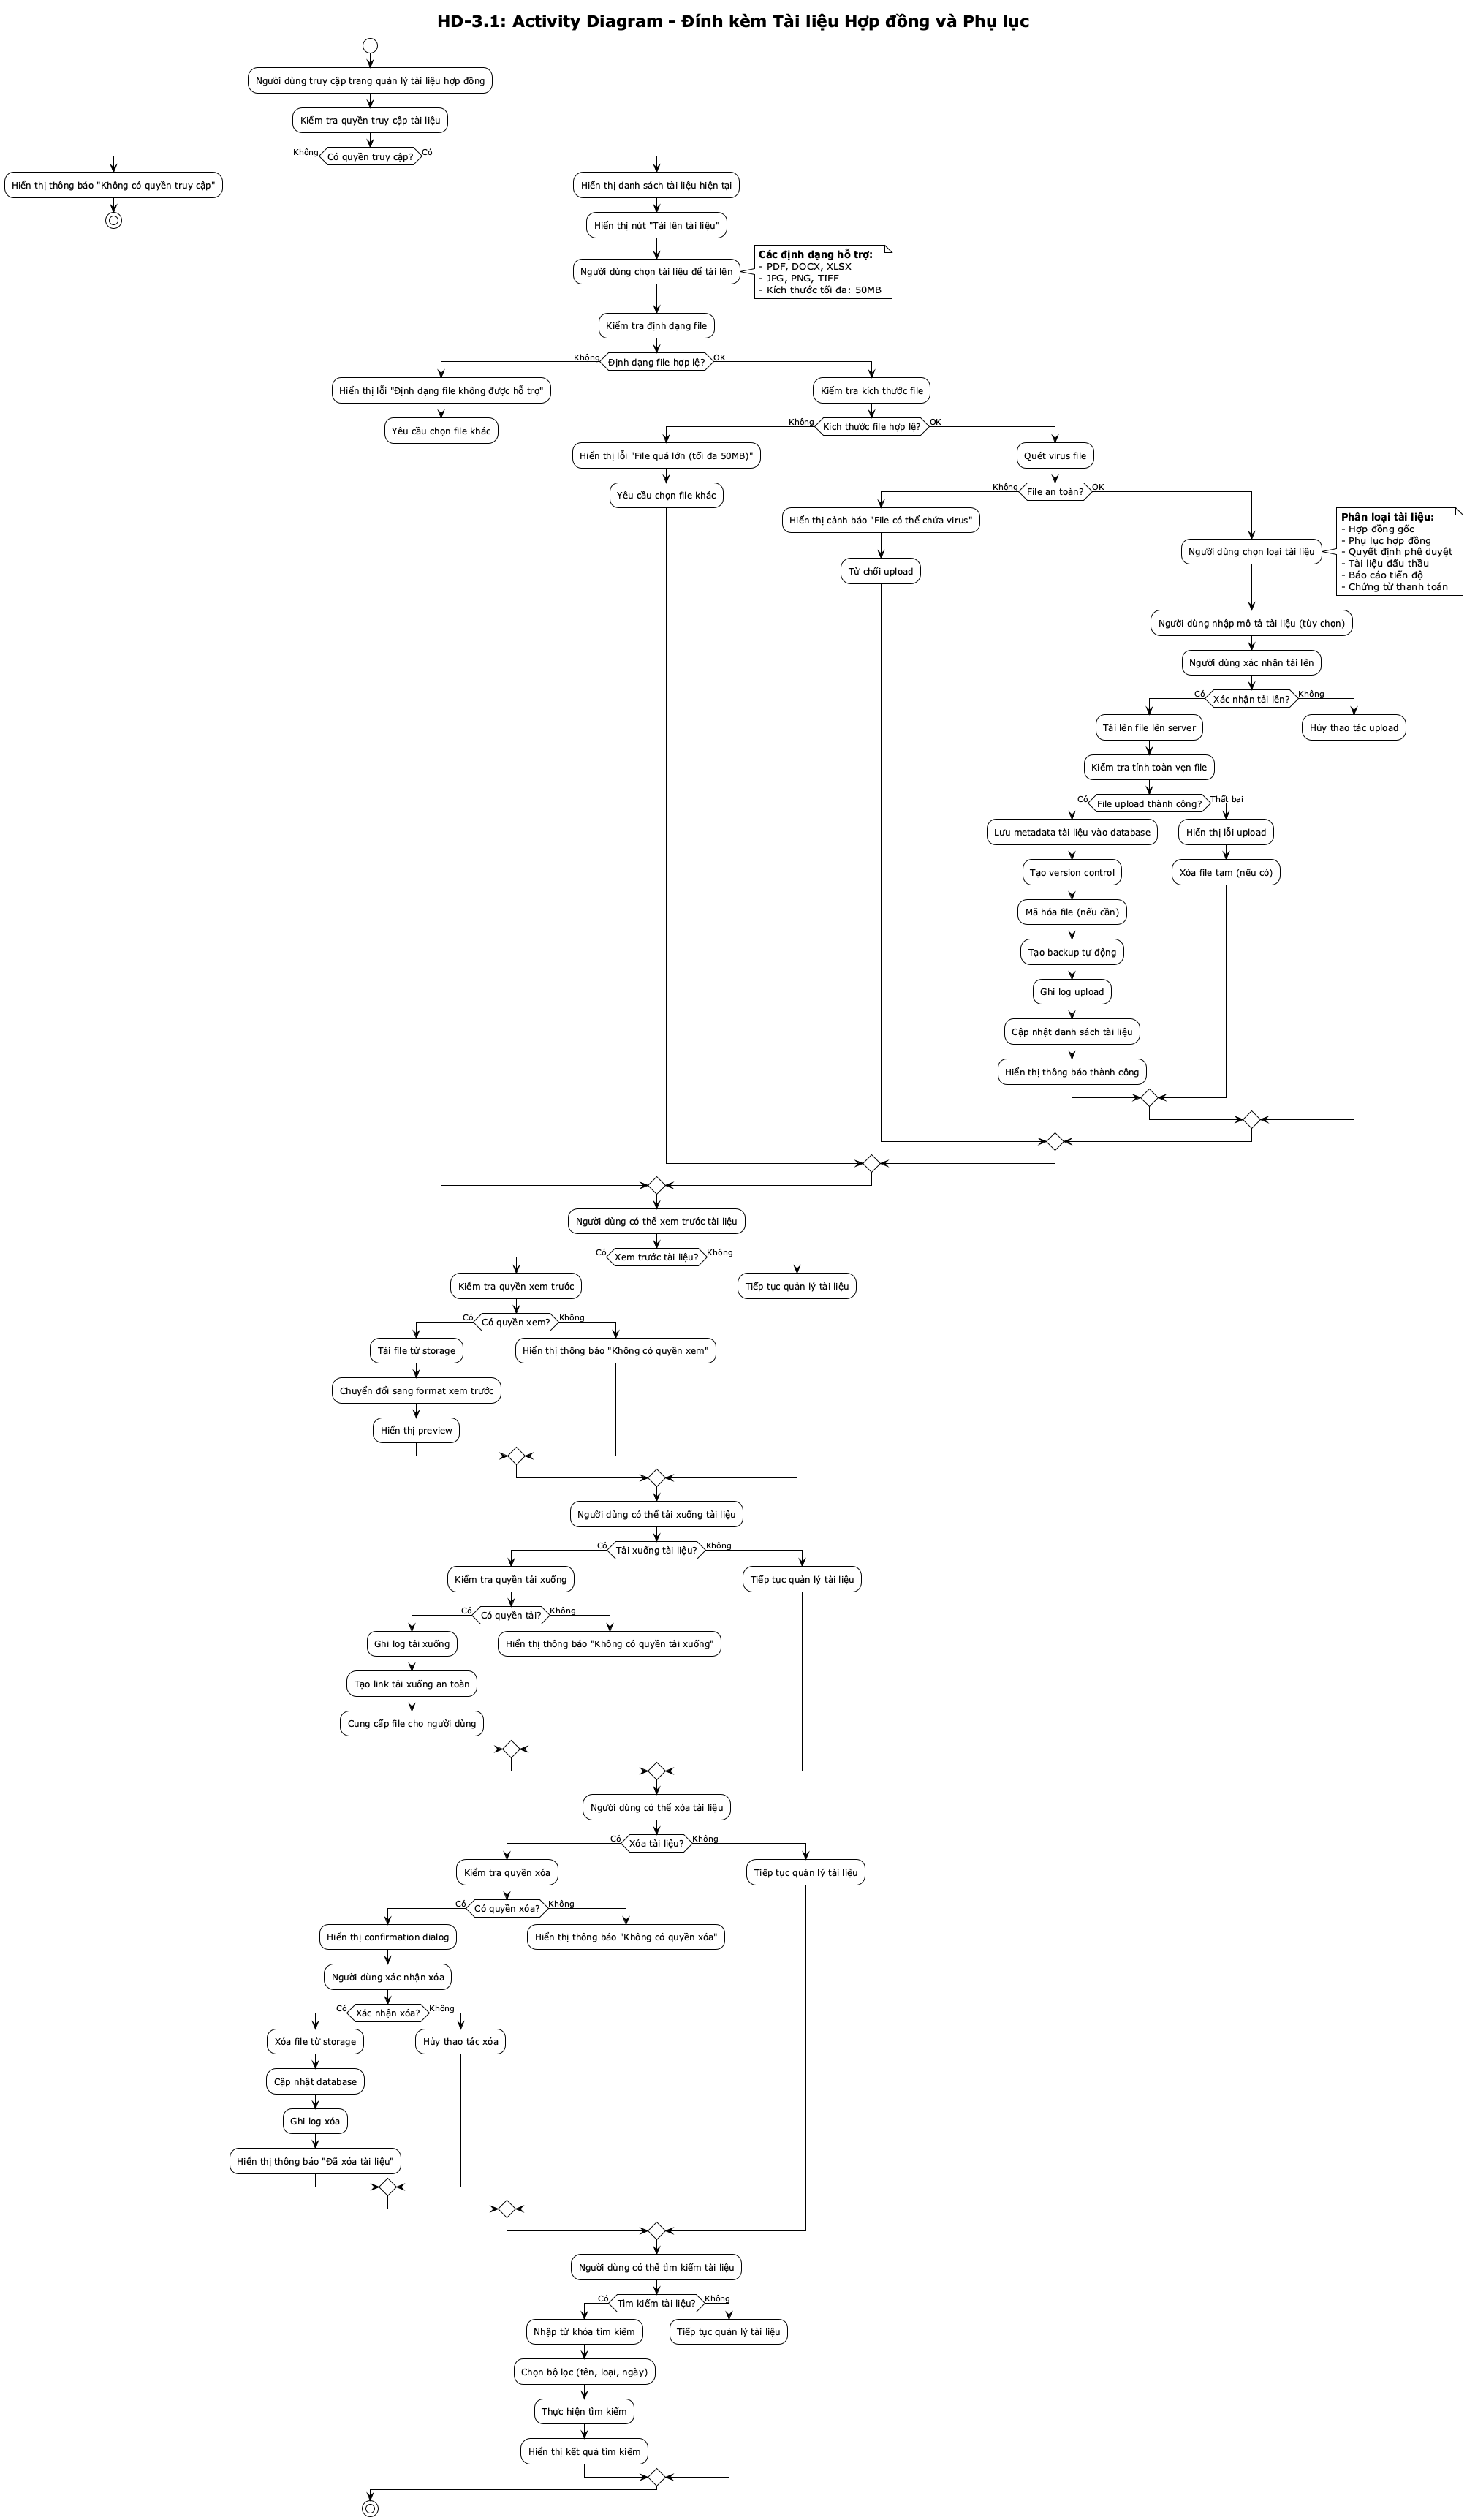 HD-3.1: Activity Diagram - Đính kèm Tài liệu Hợp đồng và Phụ lục
Người dùng truy cập trang quản lý tài liệu hợp đồng
Kiểm tra quyền truy cập tài liệu
Không
Có quyền truy cập?
Có
Hiển thị thông báo "Không có quyền truy cập"
Hiển thị danh sách tài liệu hiện tại
Hiển thị nút "Tải lên tài liệu"
Người dùng chọn tài liệu để tải lên
Các định dạng hỗ trợ:
- PDF, DOCX, XLSX
- JPG, PNG, TIFF
- Kích thước tối đa: 50MB
Kiểm tra định dạng file
Không
Định dạng file hợp lệ?
OK
Hiển thị lỗi "Định dạng file không được hỗ trợ"
Yêu cầu chọn file khác
Kiểm tra kích thước file
Không
Kích thước file hợp lệ?
OK
Hiển thị lỗi "File quá lớn (tối đa 50MB)"
Yêu cầu chọn file khác
Quét virus file
Không
File an toàn?
OK
Hiển thị cảnh báo "File có thể chứa virus"
Từ chối upload
Người dùng chọn loại tài liệu
Phân loại tài liệu:
- Hợp đồng gốc
- Phụ lục hợp đồng
- Quyết định phê duyệt
- Tài liệu đấu thầu
- Báo cáo tiến độ
- Chứng từ thanh toán
Người dùng nhập mô tả tài liệu (tùy chọn)
Người dùng xác nhận tải lên
Có
Xác nhận tải lên?
Không
Tải lên file lên server
Hủy thao tác upload
Kiểm tra tính toàn vẹn file
Có
File upload thành công?
Thất bại
Lưu metadata tài liệu vào database
Hiển thị lỗi upload
Tạo version control
Xóa file tạm (nếu có)
Mã hóa file (nếu cần)
Tạo backup tự động
Ghi log upload
Cập nhật danh sách tài liệu
Hiển thị thông báo thành công
Người dùng có thể xem trước tài liệu
Có
Xem trước tài liệu?
Không
Kiểm tra quyền xem trước
Tiếp tục quản lý tài liệu
Có
Có quyền xem?
Không
Tải file từ storage
Hiển thị thông báo "Không có quyền xem"
Chuyển đổi sang format xem trước
Hiển thị preview
Người dùng có thể tải xuống tài liệu
Có
Tải xuống tài liệu?
Không
Kiểm tra quyền tải xuống
Tiếp tục quản lý tài liệu
Có
Có quyền tải?
Không
Ghi log tải xuống
Hiển thị thông báo "Không có quyền tải xuống"
Tạo link tải xuống an toàn
Cung cấp file cho người dùng
Người dùng có thể xóa tài liệu
Có
Xóa tài liệu?
Không
Kiểm tra quyền xóa
Tiếp tục quản lý tài liệu
Có
Có quyền xóa?
Không
Hiển thị confirmation dialog
Hiển thị thông báo "Không có quyền xóa"
Người dùng xác nhận xóa
Có
Xác nhận xóa?
Không
Xóa file từ storage
Hủy thao tác xóa
Cập nhật database
Ghi log xóa
Hiển thị thông báo "Đã xóa tài liệu"
Người dùng có thể tìm kiếm tài liệu
Có
Tìm kiếm tài liệu?
Không
Nhập từ khóa tìm kiếm
Tiếp tục quản lý tài liệu
Chọn bộ lọc (tên, loại, ngày)
Thực hiện tìm kiếm
Hiển thị kết quả tìm kiếm